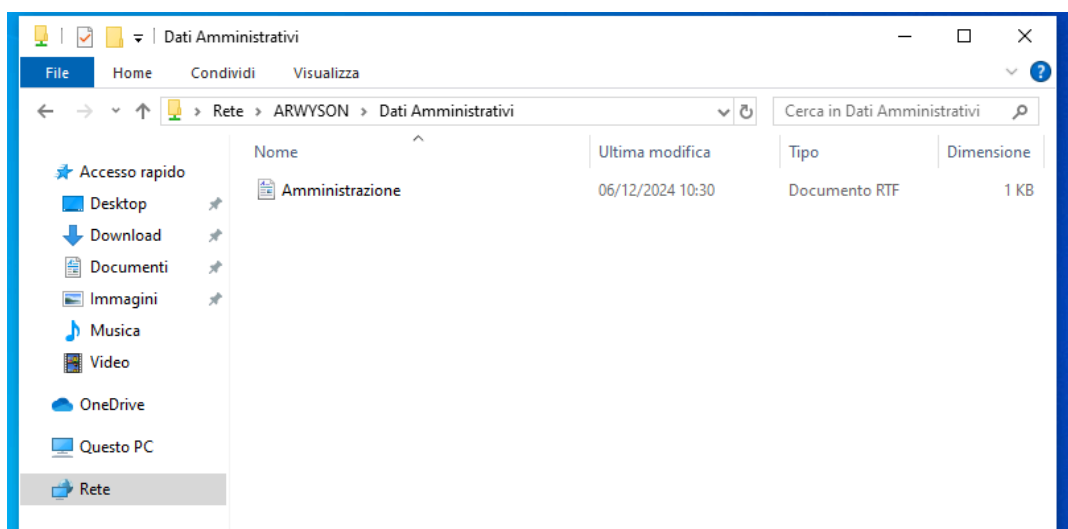 Dati Amministrativi
File Home Condividi Visualizza
Rete > ARWYSON > Dati Amministrativi Cerca in Dati Amministrativi
Nome Ultima modifica Tipo Dimensione
Accesso rapido
Amministrazione 06/12/2024 10:30 Documento RTF 1 KB
Desktop
Download
Documenti
Immagini
Musica
Video
OneDrive
Questo PC
Rete